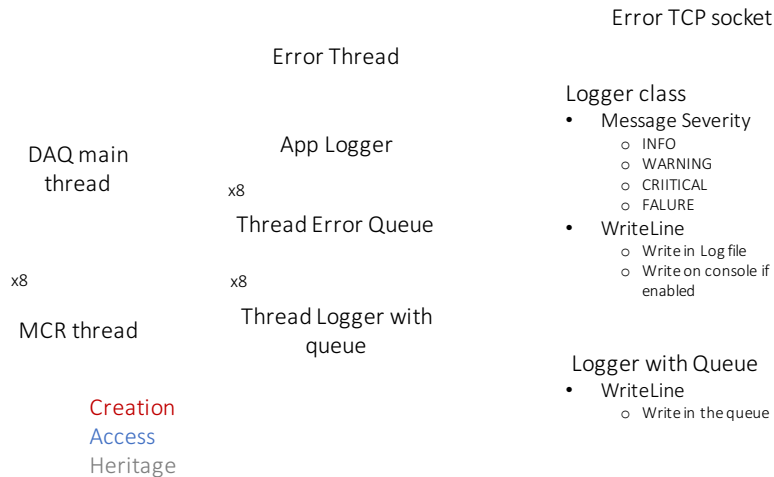 Error TCP socket
Error Thread
Logger class
• Message Severity
o INFO
o WARNING
o CRIITICAL
o FALURE
• WriteLine
o Write in Log file
o Write on console if
enabled
App Logger
DAQ main
thread
x8
Thread Error Queue
x8
x8
Thread Logger with
queue
MCR thread
Logger with Queue
• WriteLine
o Write in the queue
Creation
Access
Heritage